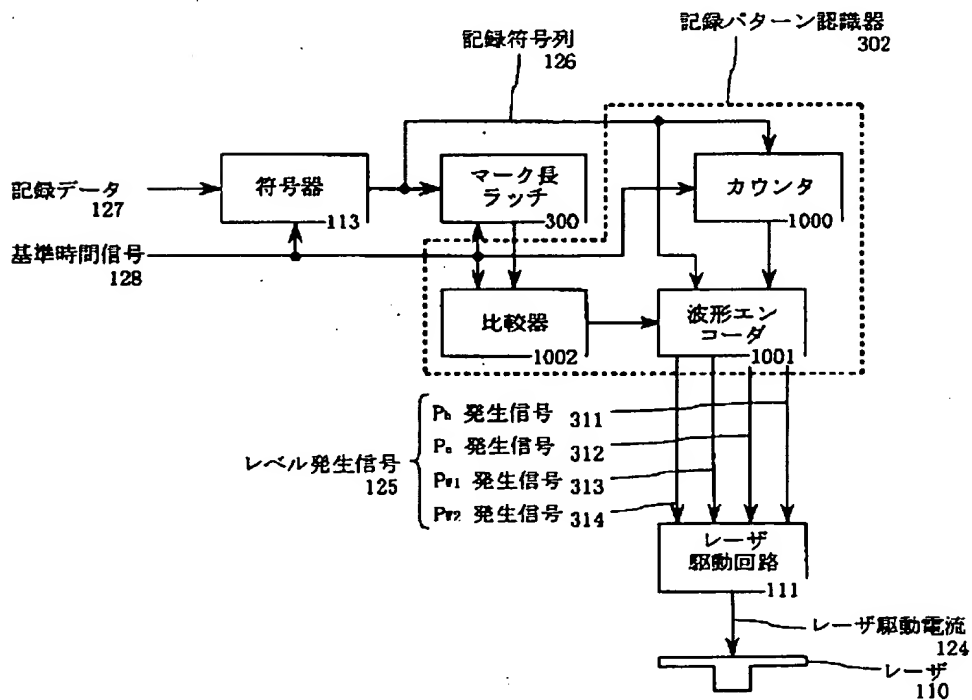 記録パターン認識器
302
記録符号列
126
記録データ
127
符号器
113
マーク長
ラッチ
300
カウンタ
1000
基準時間信号
128
比較器
1002
波形エン
コーダ
1001
レベル発生信号
125
Pb 発生信号 311
Pa 発生信号 312
PW1 発生信号 313
PW2 発生信号 314
レーザ
駆動回路
111
レーザ駆動電流
124
レーザ
110